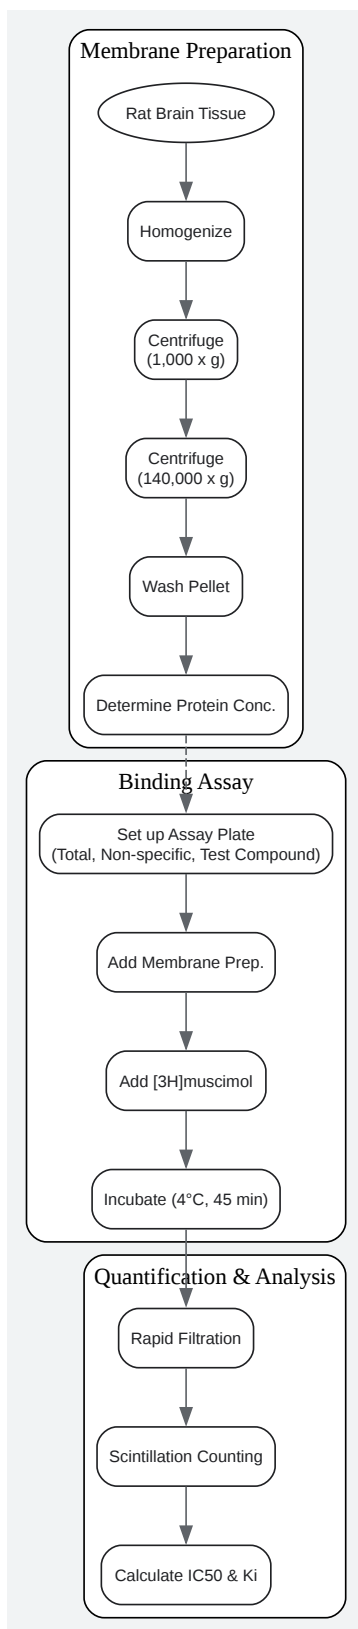 Membrane Preparation
Rat Brain Tissue
Homogenize
Centrifuge
(1,000 x g)
Centrifuge
(140,000 x g)
Wash Pellet
Determine Protein Conc.
Binding Assay
Set up Assay Plate
(Total, Non-specific, Test Compound)
Add Membrane Prep.
Add [3H]muscimol
Incubate (4°C, 45 min)
Quantification & Analysis
Rapid Filtration
Scintillation Counting
Calculate IC50 & Ki